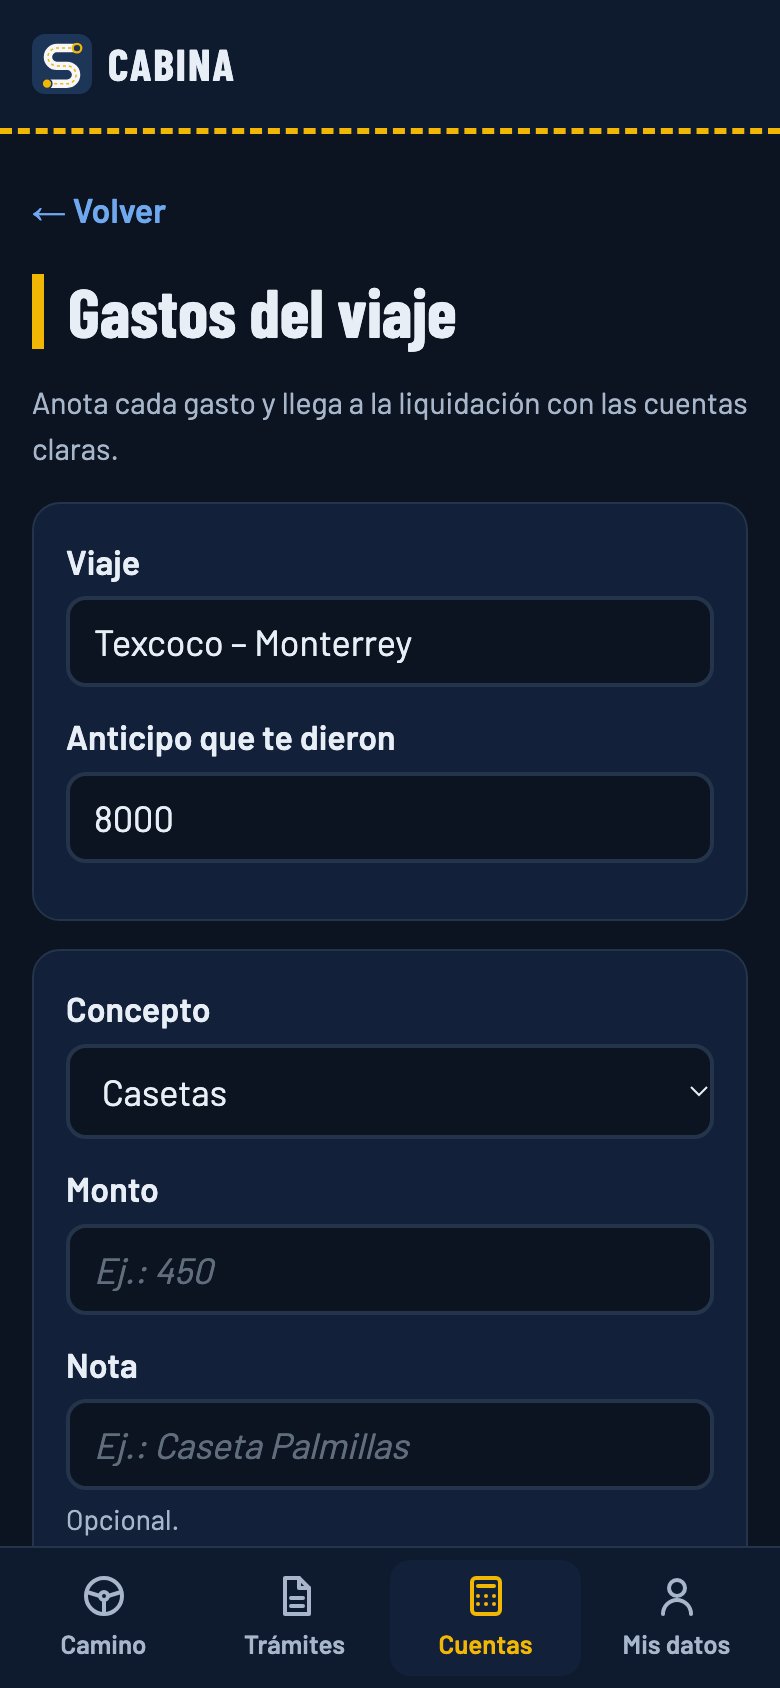 CABINA
← Volver
Gastos del viaje
Anota cada gasto y llega a la liquidación con las cuentas
claras.
Viaje
Texcoco – Monterrey
Anticipo que te dieron
8000
Concepto
Casetas
Monto
Ej.: 450
Nota
Ej.: Caseta Palmillas
Opcional.
Camino Trámites Cuentas Mis datos